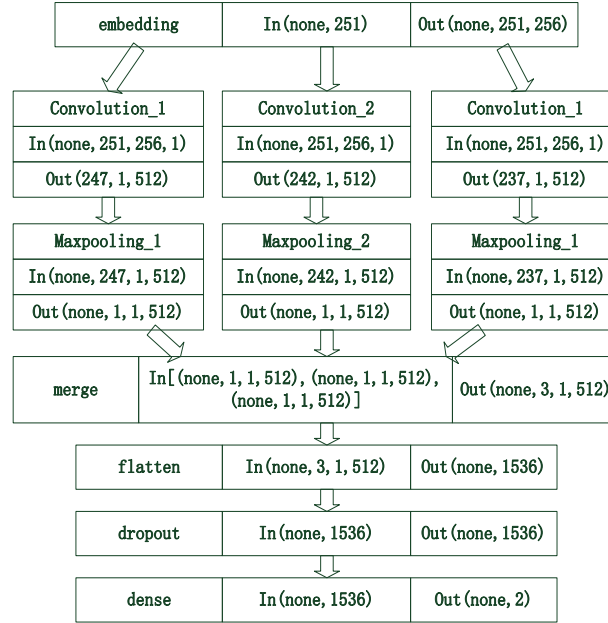 embedding In(none,251) Out(none,251,256)
Convolution_1 Convolution_2 Convolution_1
In(none,251,256,1) In(none,251,256,1) In(none,251,256,1)
Out(247,1,512) Out(242,1,512) Out(237,1,512)
Maxpooling_1 Maxpooling_2 Maxpooling_1
In(none,247,1,512) In(none,242,1,512) In(none,237,1,512)
Out(none,1,1,512) Out(none,1,1,512) Out(none,1,1,512)
merge In[(none,1,1,512),(none,1,1,512), Out(none,3,1,512)
(none,1,1,512)]
flatten In(none,3,1,512) Out(none,1536)
dropout In(none,1536) Out(none,1536)
dense In(none,1536) Out(none,2)